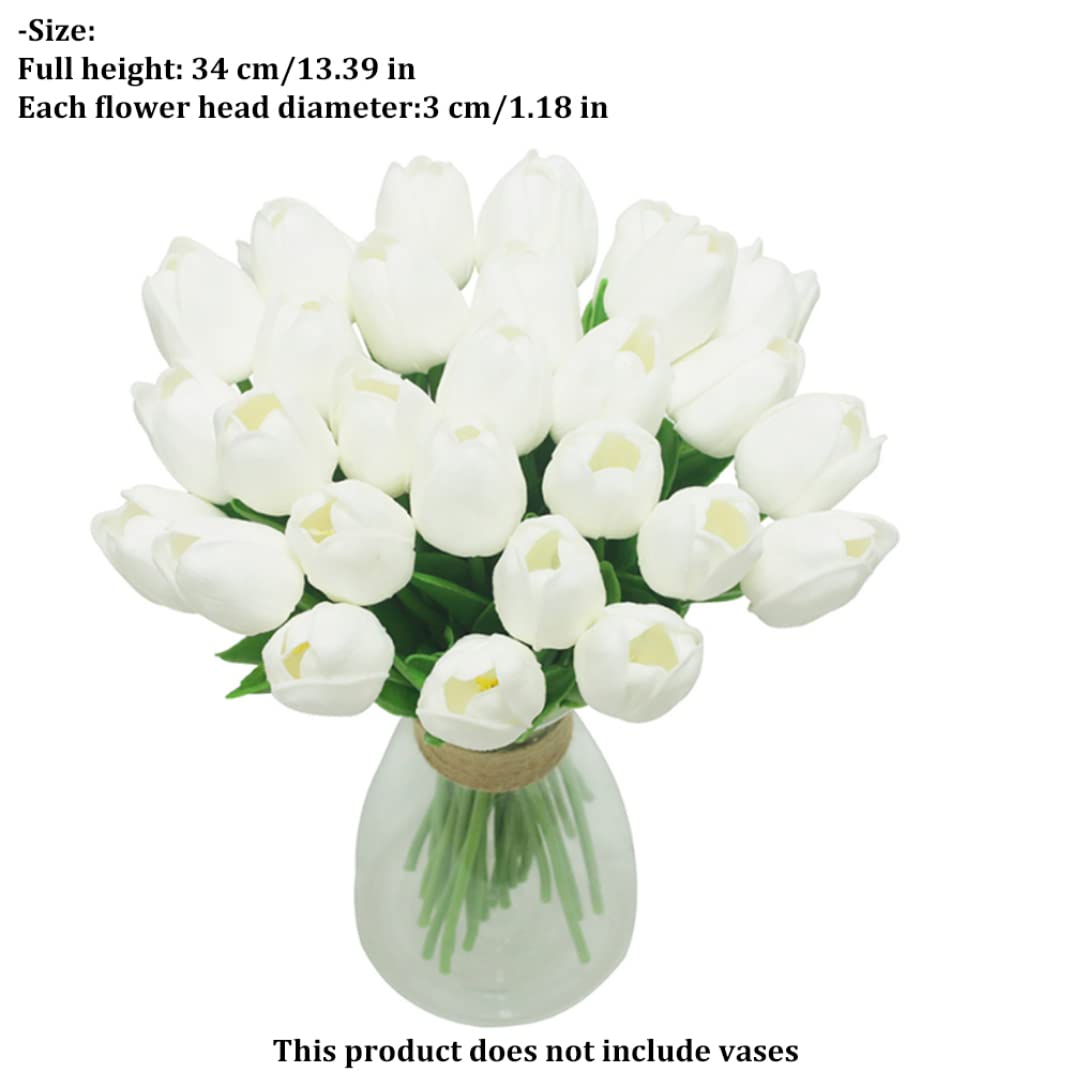 -Size:
Full height: 34 cm/13.39 in
Each flower head diameter:3 cm/1.18 in
This product does not include vases